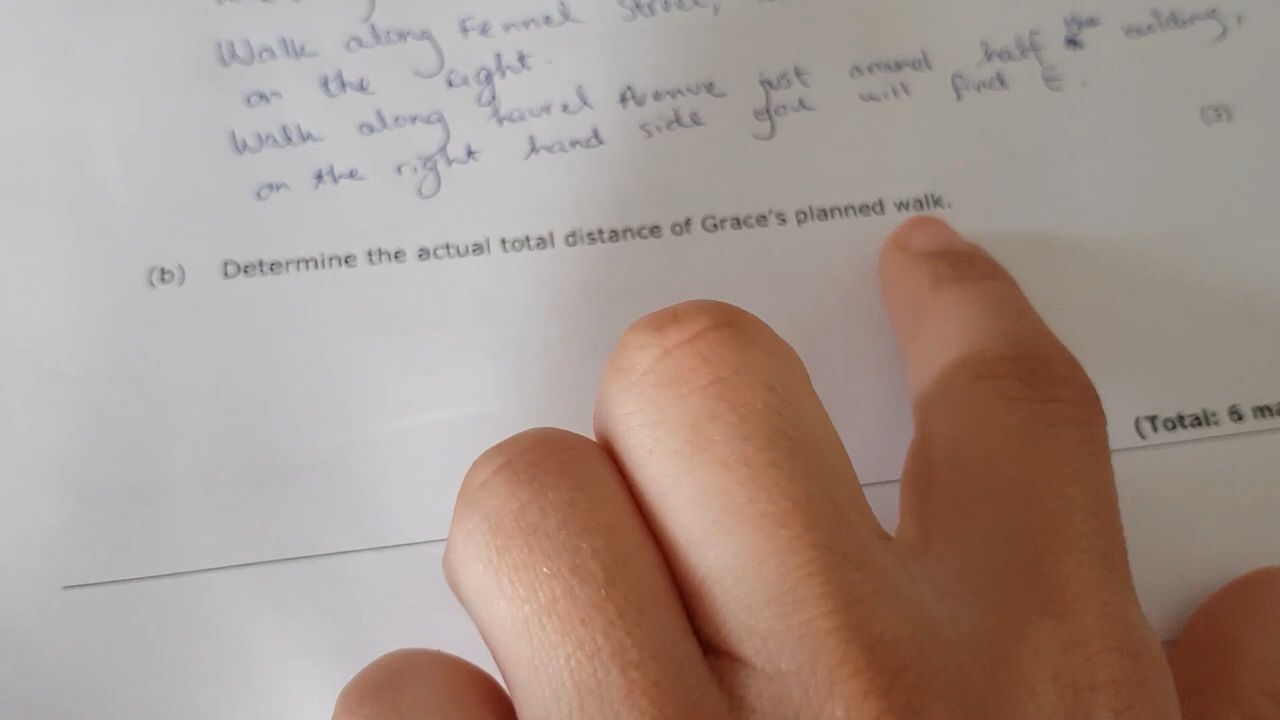 Walk along Fennel Street,
on the right.
Walk along Laurel Avenue just around half the building,
on the right hand side you will find E.
(3)
(b) Determine the actual total distance of Grace's planned walk.
(Total: 6 ma